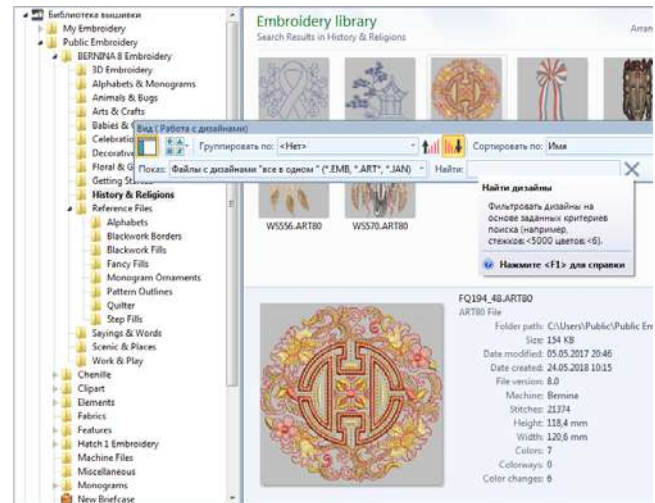 Библиотека вышивки
My Embroidery
Public Embroidery
BERNINA 8 Embroidery
3D Embroidery
Alphabets & Monograms
Animals & Bugs
Arts & Crafts
Babies &
Celebratio
Decorative
Floral & G
Getting St
History & Religions
Reference Files
Alphabets
Blackwork Borders
Blackwork Fills
Fancy Fills
Monogram Ornaments
Pattern Outlines
Quilter
Step Fills
Sayings & Words
Scenic & Places
Work & Play
Chenille
Clipart
Elements
Fabrics
Features
Hatch 1 Embroidery
Machine Files
Miscellaneous
Monograms
New Briefcase
Embroidery library
Search Results in History & Religions
Arran
Вид ( Работа с дизайнами)
Группировать по: <Нет>
Сортировать по: Имя
Показ: Файлы с дизайнами "все в одном " (*.EMB, *.ART*, *.JAN)
Найти:
Найти дизайны
Фильтровать дизайны на
основе заданных критериев
поиска (например,
стежков:<5000 цветов:<6).
Нажмите <F1> для справки
WS556.ART80
WS570.ART80
FQ194_48.ART80
ART80 File
Folder path: C:\Users\Public\Public Em
Size: 154 KB
Date modified: 05.05.2017 20:46
Date created: 24.05.2018 10:15
File version: 8.0
Machine: Bernina
Stitches: 21374
Height: 118,4 mm
Width: 120,6 mm
Colors: 7
Colorways: 0
Color changes: 6